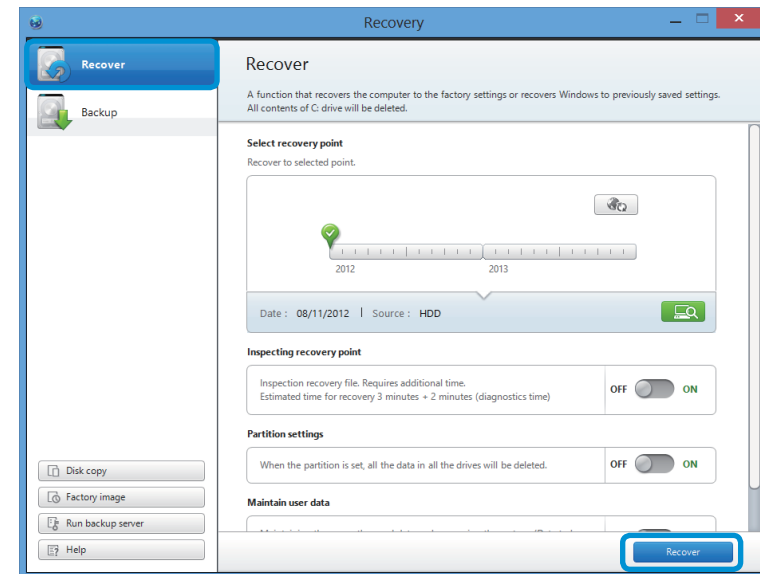 Recovery
Recover
Backup
Recover
A function that recovers the computer to the factory settings or recovers Windows to previously saved settings.
All contents of C: drive will be deleted.
Select recovery point
Recover to selected point.
2012
2013
Date : 08/11/2012 | Source : HDD
Inspecting recovery point
Inspection recovery file. Requires additional time.
Estimated time for recovery 3 minutes + 2 minutes (diagnostics time)
OFF ON
Partition settings
When the partition is set, all the data in all the drives will be deleted.
OFF ON
Maintain user data
Disk copy
Factory image
Run backup server
Help
Recover